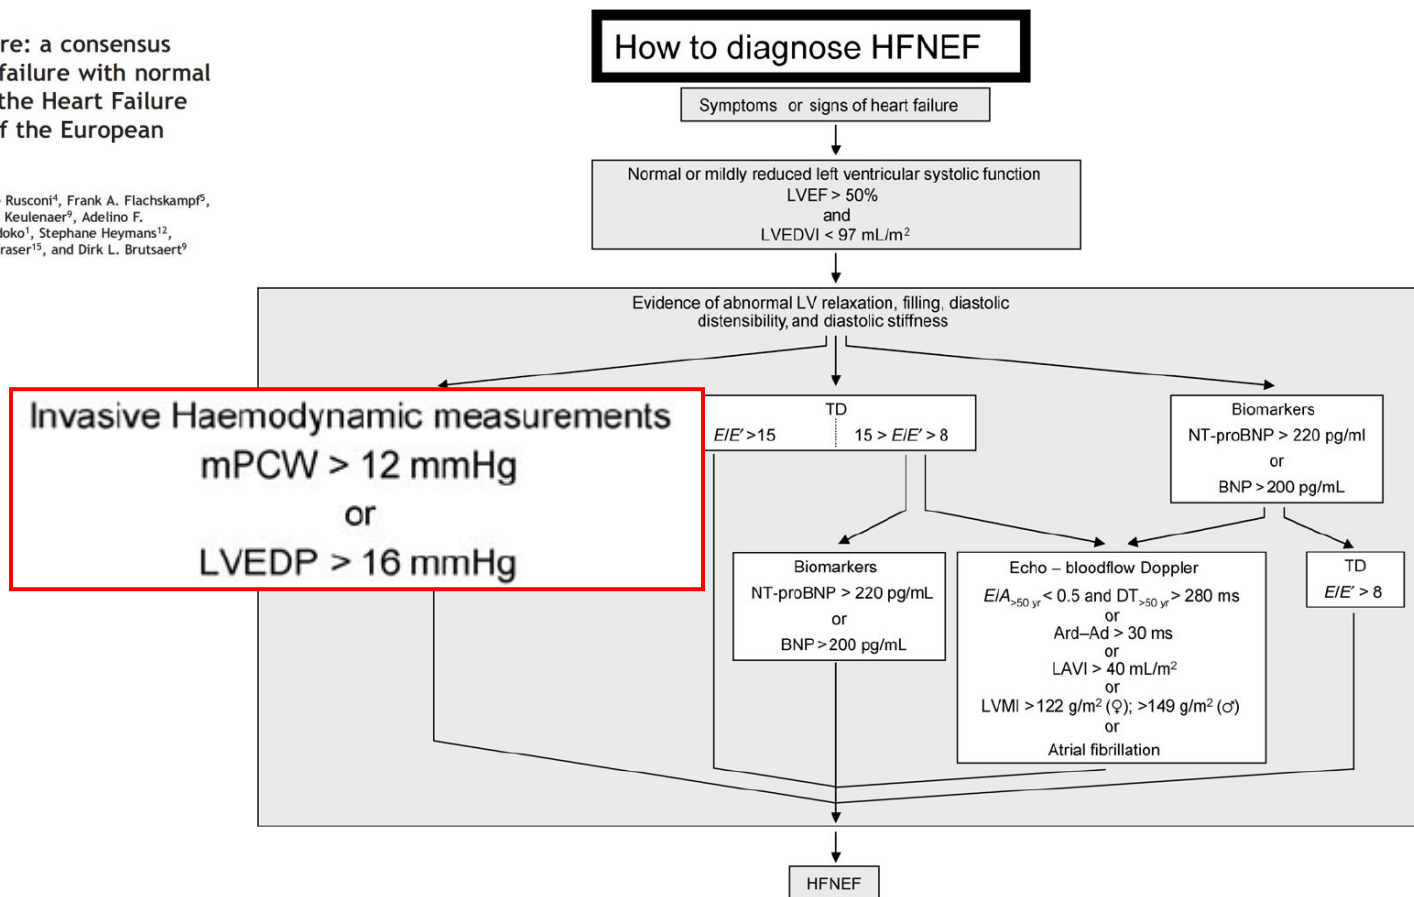 re: a consensus
failure with normal
the Heart Failure
f the European
Rusconi⁴, Frank A. Flachskampf⁵,
Keulenaer⁹, Adelino F.
doko¹, Stephane Heymans¹²,
raser¹⁵, and Dirk L. Brutsaert⁹
How to diagnose HFNEF
Symptoms or signs of heart failure
Normal or mildly reduced left ventricular systolic function
LVEF > 50%
and
LVEDVI < 97 mL/m²
Evidence of abnormal LV relaxation, filling, diastolic
distensibility, and diastolic stiffness
Invasive Haemodynamic measurements
mPCW > 12 mmHg
or
LVEDP > 16 mmHg
TD
E/E′ >15
15 > E/E′ > 8
Biomarkers
NT-proBNP > 220 pg/ml
or
BNP > 200 pg/mL
Biomarkers
NT-proBNP > 220 pg/mL
or
BNP > 200 pg/mL
Echo – bloodflow Doppler
E/A>50 yr < 0.5 and DT>50 yr > 280 ms
or
Ard–Ad > 30 ms
or
LAVI > 40 mL/m²
or
LVMI >122 g/m² (♀); >149 g/m² (♂)
or
Atrial fibrillation
TD
E/E′ > 8
HFNEF